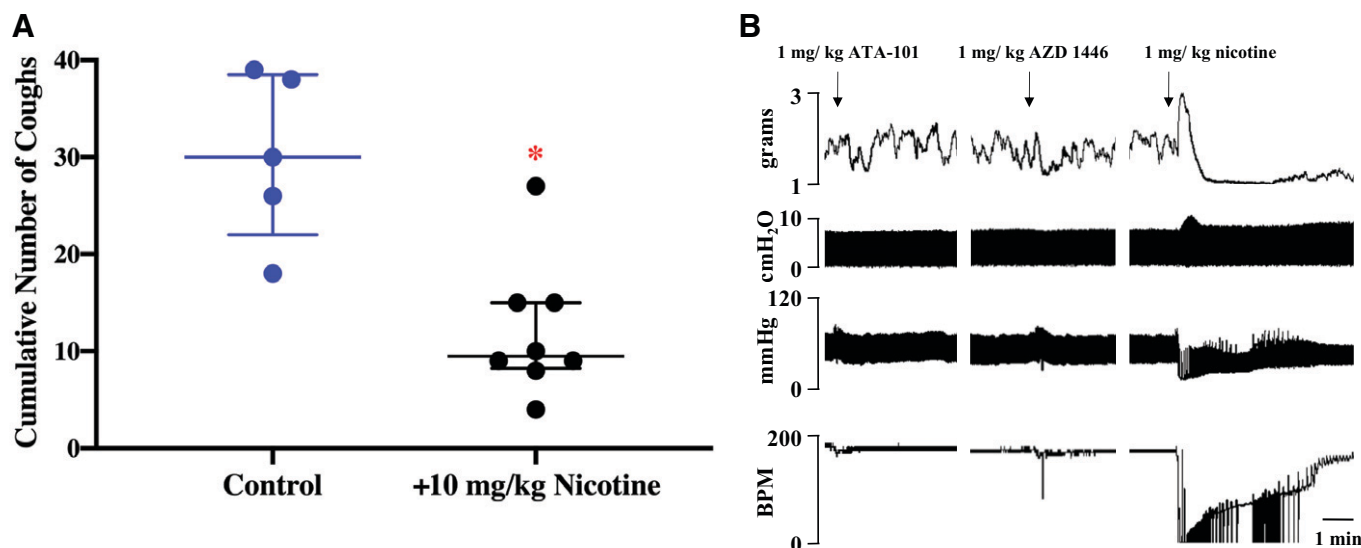 A
Cumulative Number of Coughs
40
30
20
10
0
*
Control
+10 mg/kg Nicotine
B
1 mg/ kg ATA-101
1 mg/ kg AZD 1446
1 mg/ kg nicotine
3
grams
1
10
cmH₂O
0
120
mmHg
0
200
BPM
0
1 min